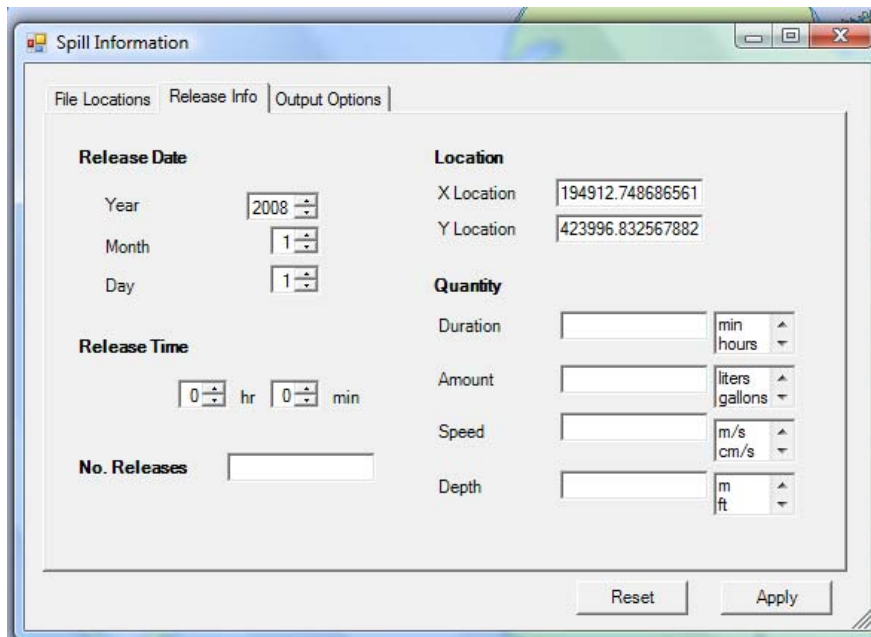 Spill Information
File Locations
Release Info
Output Options
Release Date
Year
2008
Month
1
Day
1
Release Time
0 hr 0 min
No. Releases
Location
X Location
194912.748686561
Y Location
423996.832567882
Quantity
Duration
min
hours
Amount
liters
gallons
Speed
m/s
cm/s
Depth
m
ft
Reset
Apply